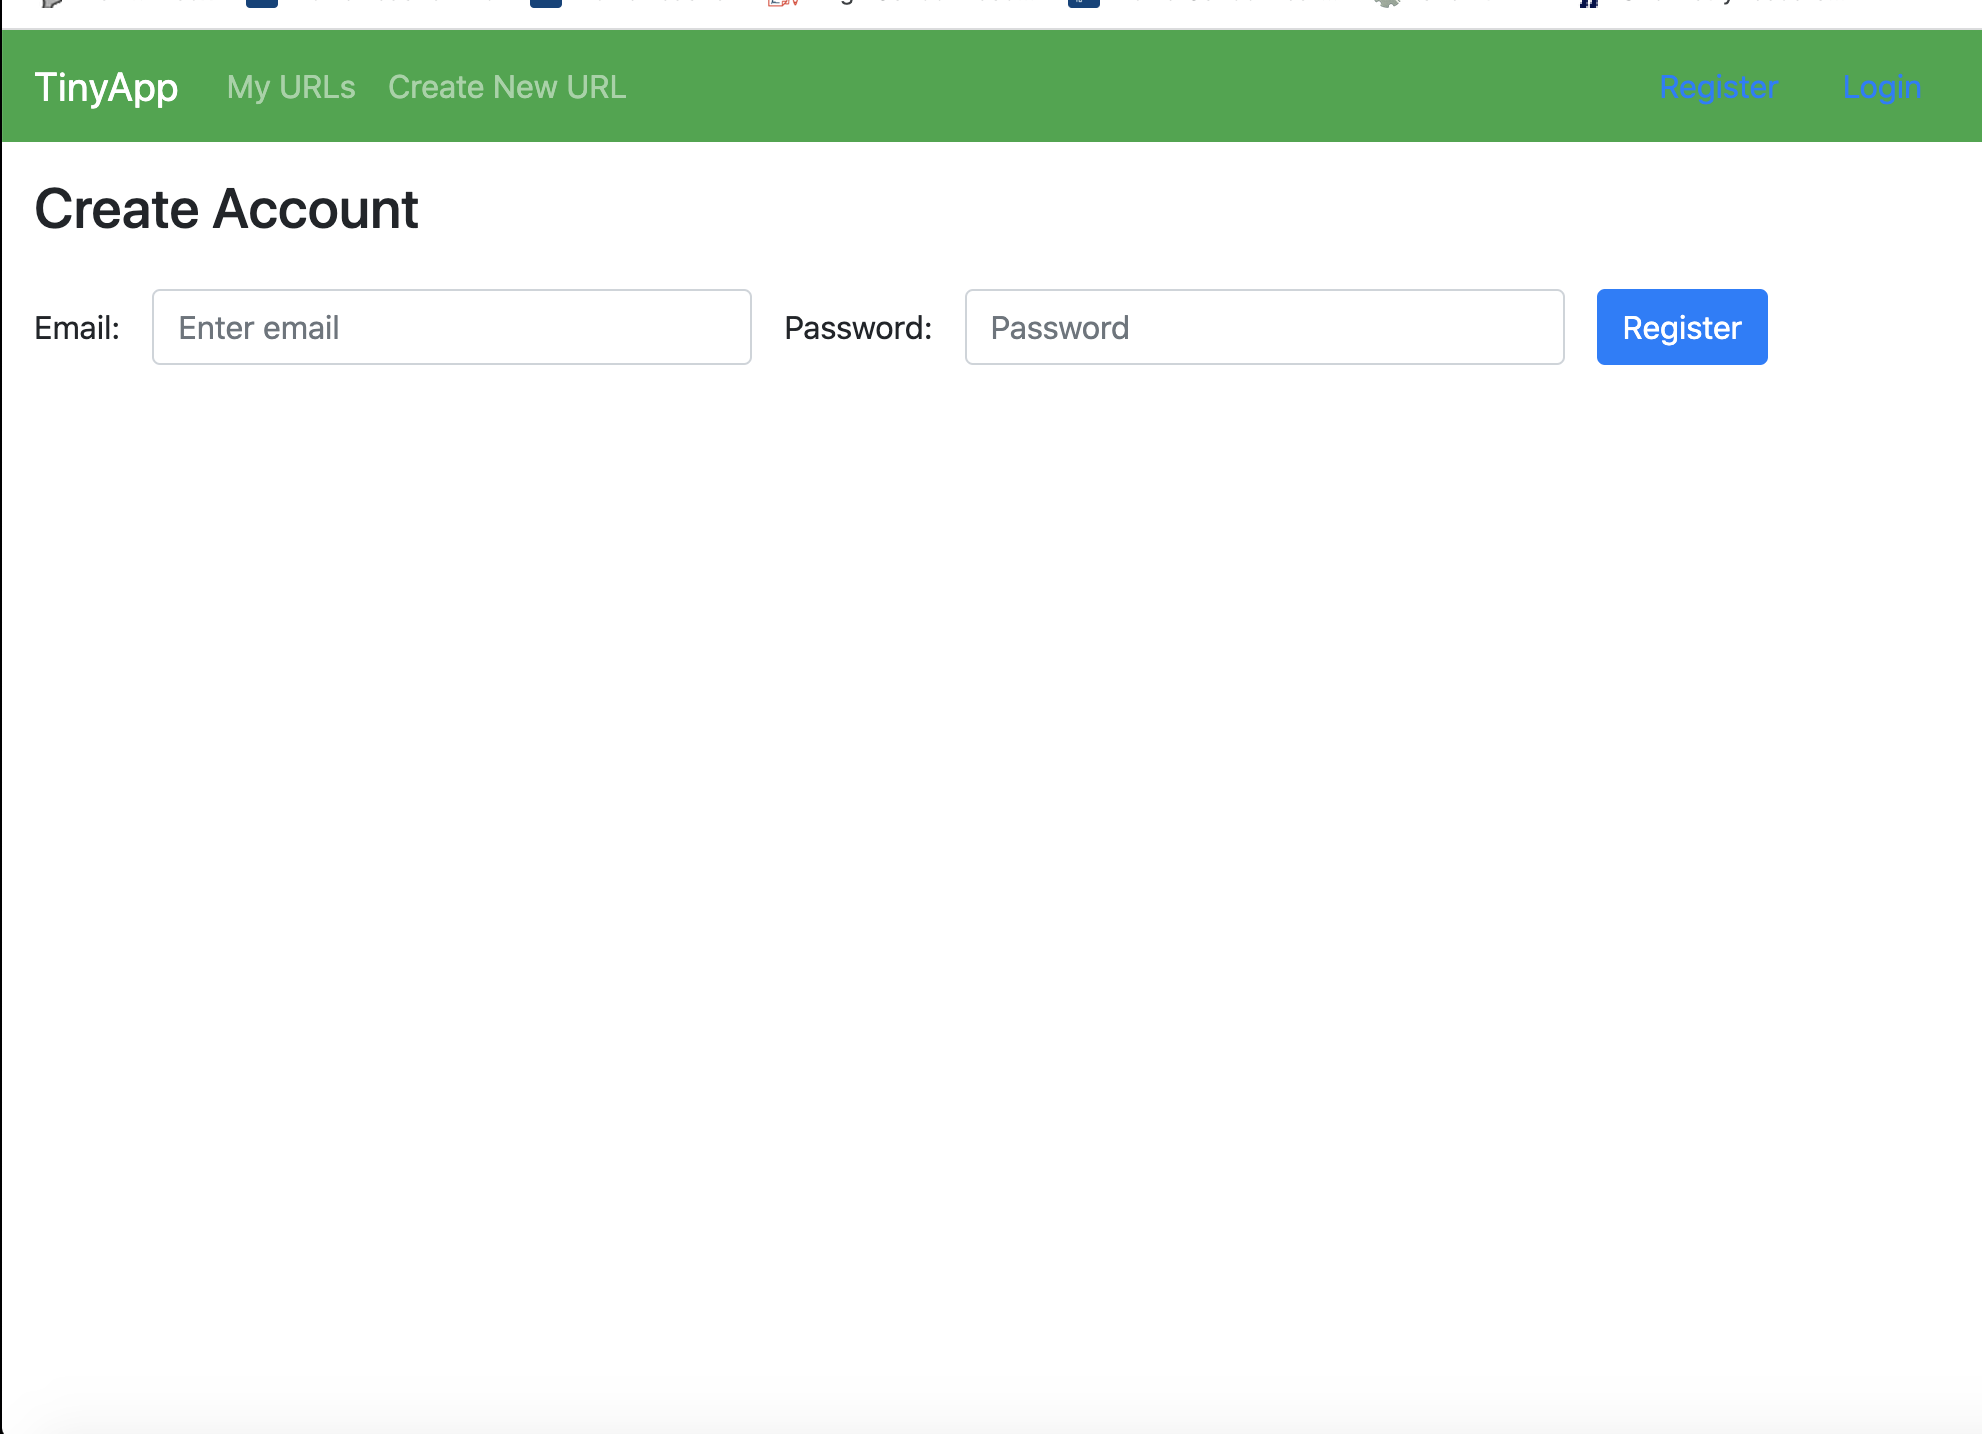 TinyApp My URLs Create New URL Register Login
Create Account
Email: Enter email Password: Password Register